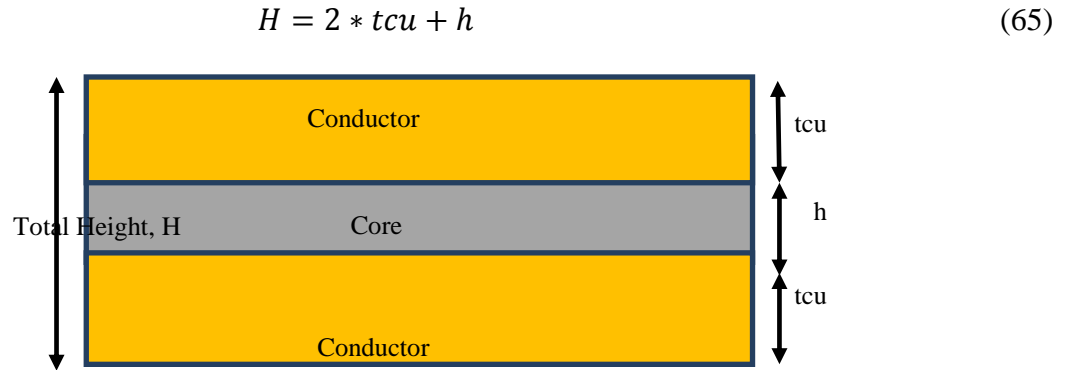 H = 2 * tcu + h (65)
Conductor
tcu
h
Total Height, H
Core
tcu
Conductor